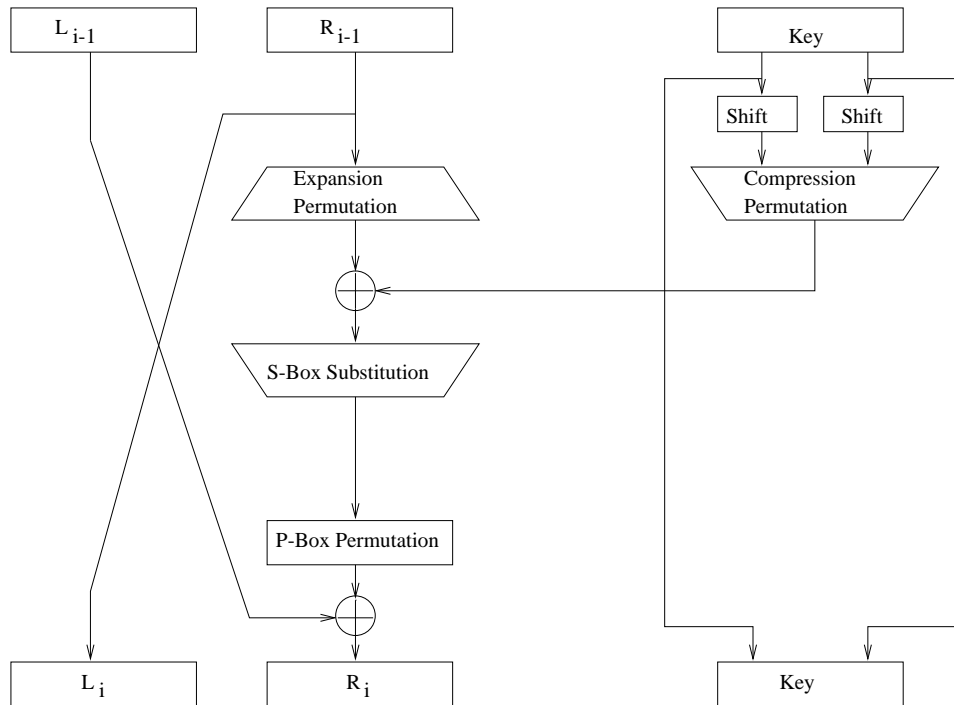 L i-1
R i-1
Key
Shift
Shift
Expansion
Permutation
Compression
Permutation
S-Box Substitution
P-Box Permutation
L i
R i
Key